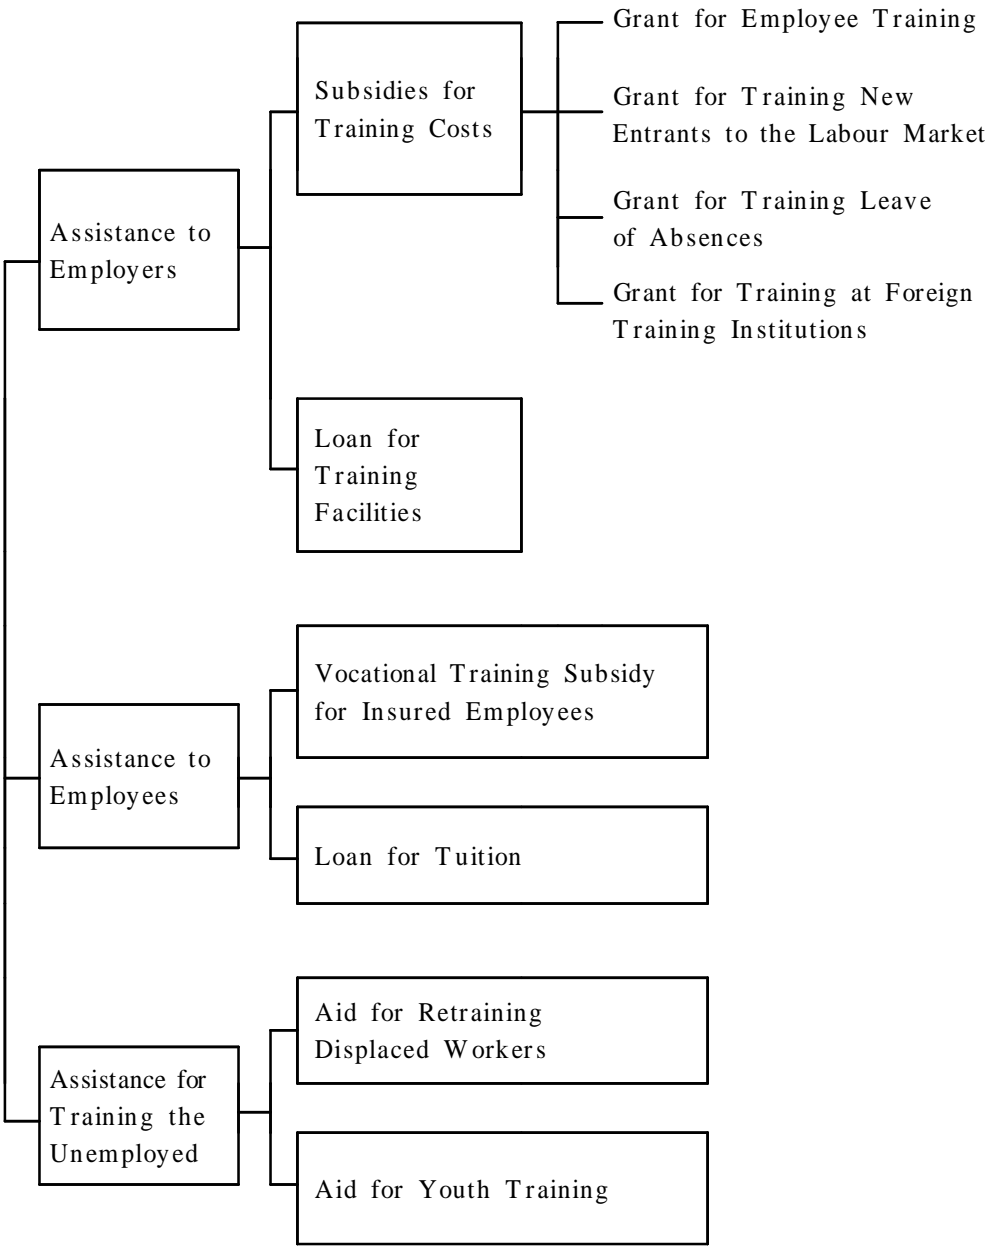 Grant for Employee Training
Subsidies for
Training Costs
Grant for Training New
Entrants to the Labour Market
Grant for Training Leave
of Absences
Grant for Training at Foreign
Training Institutions
Assistance to
Employers
Loan for
Training
Facilities
Vocational Training Subsidy
for Insured Employees
Assistance to
Employees
Loan for Tuition
Aid for Retraining
Displaced Workers
Assistance for
Training the
Unemployed
Aid for Youth Training